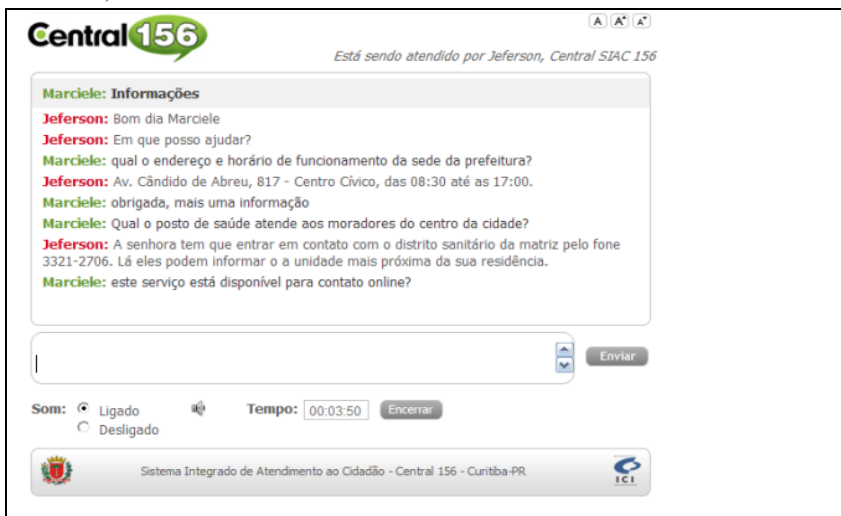 Central 156
A A+ A+
Está sendo atendido por Jeferson, Central SIAC 156
Marciele: Informações
Jeferson: Bom dia Marciele
Jeferson: Em que posso ajudar?
Marciele: qual o endereço e horário de funcionamento da sede da prefeitura?
Jeferson: Av. Cândido de Abreu, 817 - Centro Cívico, das 08:30 até as 17:00.
Marciele: obrigada, mais uma informação
Marciele: Qual o posto de saúde atende aos moradores do centro da cidade?
Jeferson: A senhora tem que entrar em contato com o distrito sanitário da matriz pelo fone
3321-2706. Lá eles podem informar o a unidade mais próxima da sua residência.
Marciele: este serviço está disponível para contato online?
Enviar
Som: Ligado Tempo: 00:03:50 Encerrar
Desligado
Sistema Integrado de Atendimento ao Cidadão - Central 156 - Curitiba-PR
ICI